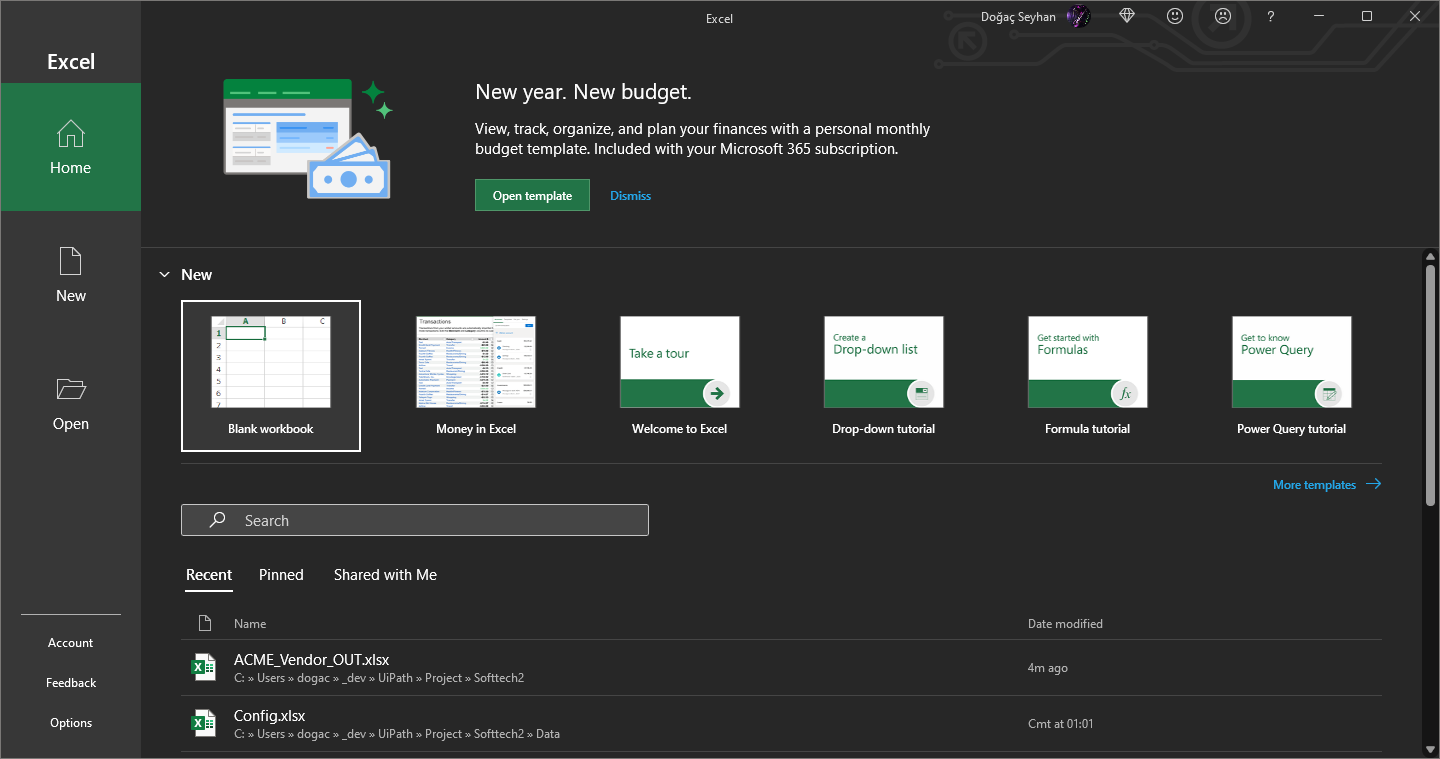 Excel
Doğaç Seyhan
?
Excel
Home
New
Open
Account
Feedback
Options
New year. New budget.
View, track, organize, and plan your finances with a personal monthly
budget template. Included with your Microsoft 365 subscription.
Open template
Dismiss
New
A B C
1
2
3
4
5
6
7
Blank workbook
Transactions
Money in Excel
Take a tour
Welcome to Excel
Create a
Drop-down list
Drop-down tutorial
Get started with
Formulas
fx
Formula tutorial
Get to know
Power Query
Power Query tutorial
More templates
Search
Recent Pinned Shared with Me
Name Date modified
ACME_Vendor_OUT.xlsx
C: » Users » dogac » _dev » UiPath » Project » Softtech2
4m ago
Config.xlsx
C: » Users » dogac » _dev » UiPath » Project » Softtech2 » Data
Cmt at 01:01